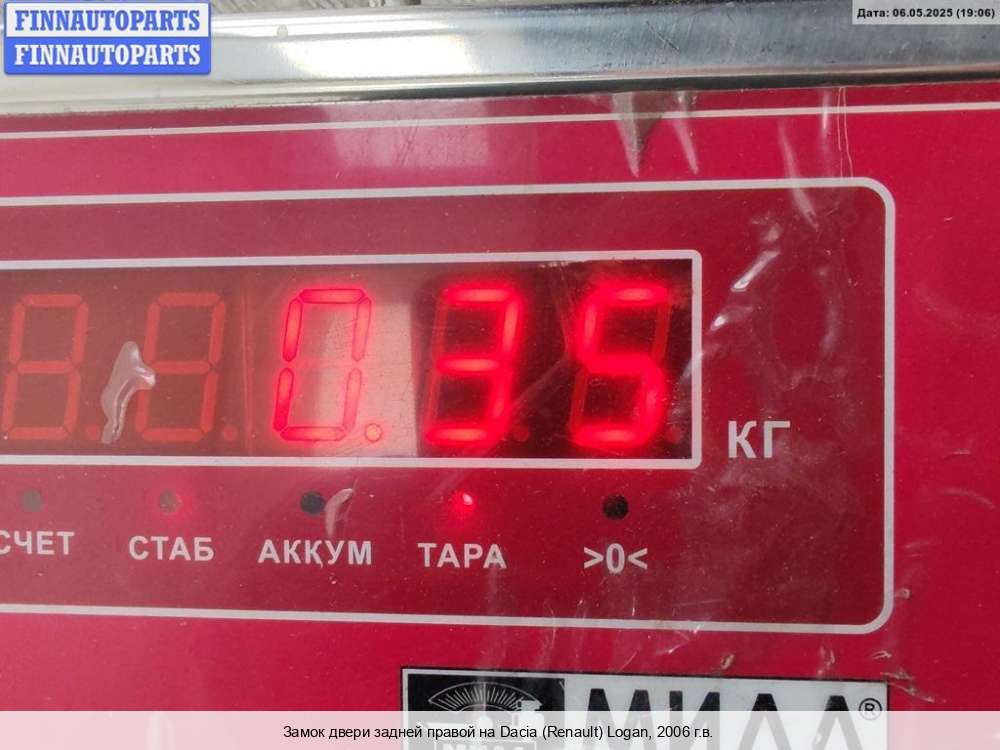 FINNAUTOPARTS
FINNAUTOPARTS
Дата: 06.05.2025 (19:06)
0.35
КГ
СЧЕТ СТАБ АККУМ ТАРА >0<
®
Замок двери задней правой на Dacia (Renault) Logan, 2006 г.в.